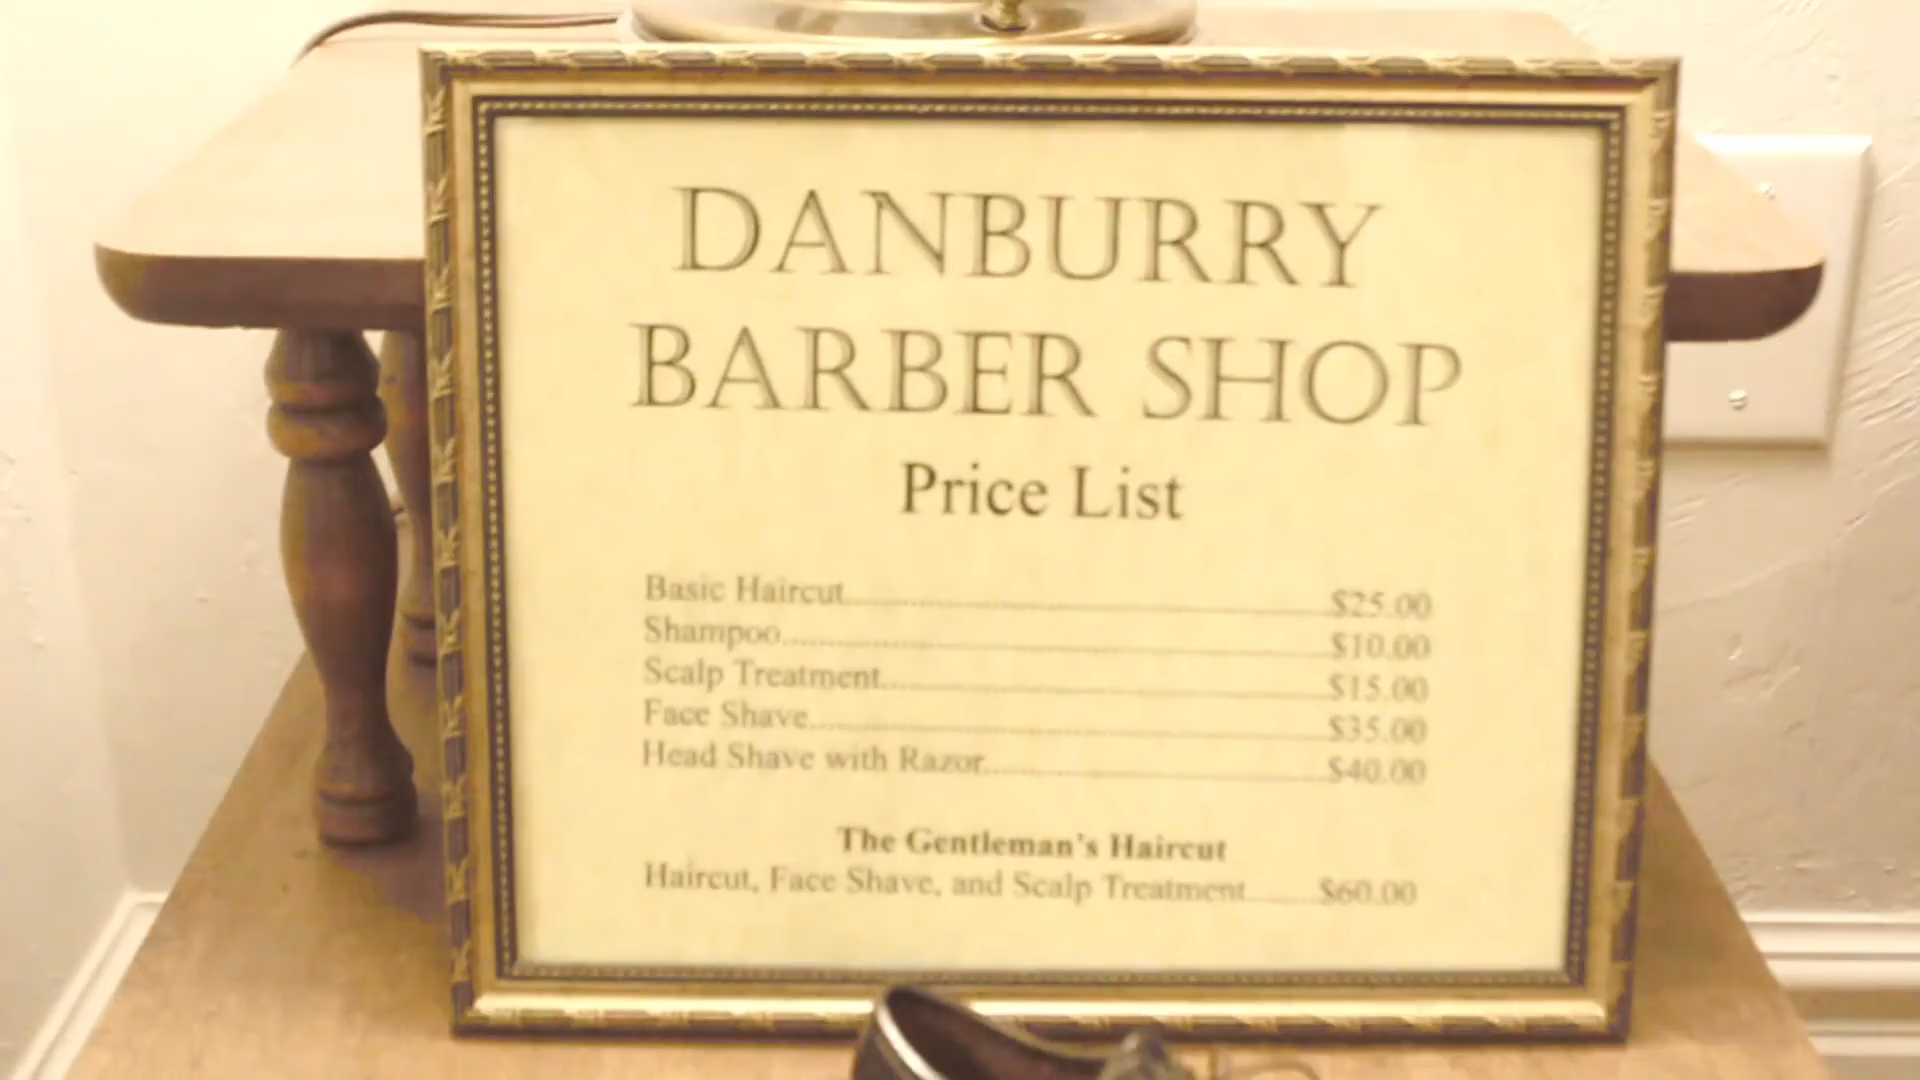 DANBURRY
BARBER SHOP
Price List
Basic Haircut........................................$25.00
Shampoo........................................$10.00
Scalp Treatment........................................$15.00
Face Shave........................................$35.00
Head Shave with Razor........................................$40.00
The Gentleman's Haircut
Haircut, Face Shave, and Scalp Treatment..........$60.00